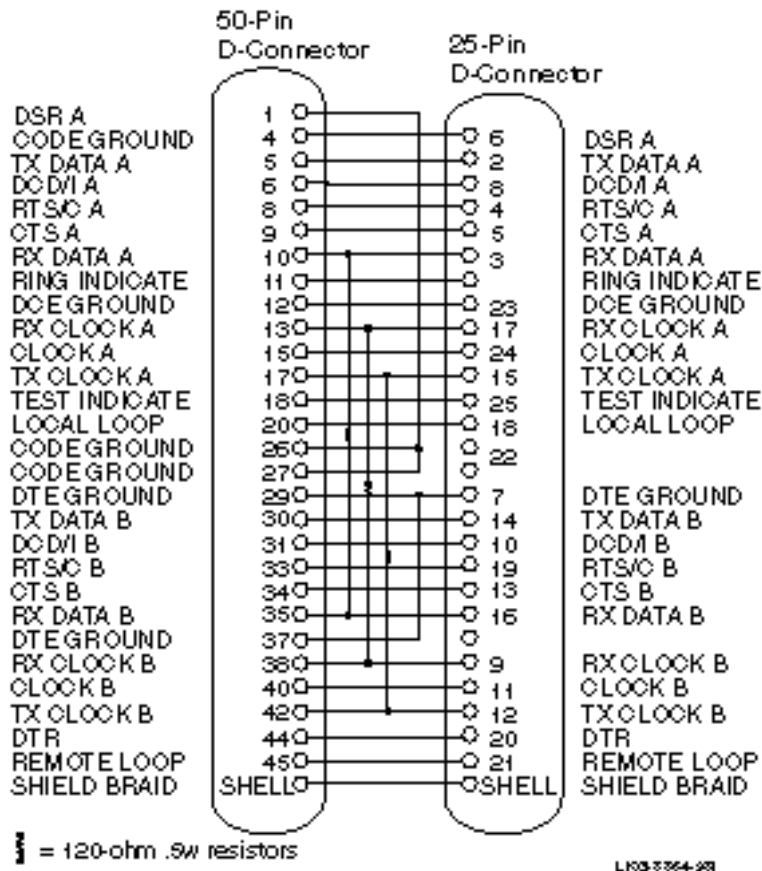 50-Pin
D-Connector
25-Pin
D-Connector
DSR A 1
CODE GROUND 4 6 DSR A
TX DATA A 5 2 TX DATA A
DCD/I A 6 8 DCD/I A
RTS/C A 8 4 RTS/C A
CTS A 9 5 CTS A
RX DATA A 10 3 RX DATA A
RING INDICATE 11 RING INDICATE
DCE GROUND 12 23 DCE GROUND
RX CLOCK A 13 17 RX CLOCK A
CLOCK A 15 24 CLOCK A
TX CLOCK A 17 15 TX CLOCK A
TEST INDICATE 18 25 TEST INDICATE
LOCAL LOOP 20 18 LOCAL LOOP
CODE GROUND 26 22
CODE GROUND 27
DTE GROUND 29 7 DTE GROUND
TX DATA B 30 14 TX DATA B
DCD/I B 31 10 DCD/I B
RTS/C B 33 19 RTS/C B
CTS B 34 13 CTS B
RX DATA B 35 16 RX DATA B
DTE GROUND 37
RX CLOCK B 38 9 RX CLOCK B
CLOCK B 40 11 CLOCK B
TX CLOCK B 42 12 TX CLOCK B
DTR 44 20 DTR
REMOTE LOOP 45 21 REMOTE LOOP
SHIELD BRAID SHELL SHELL SHIELD BRAID
= 120-ohm .5w resistors